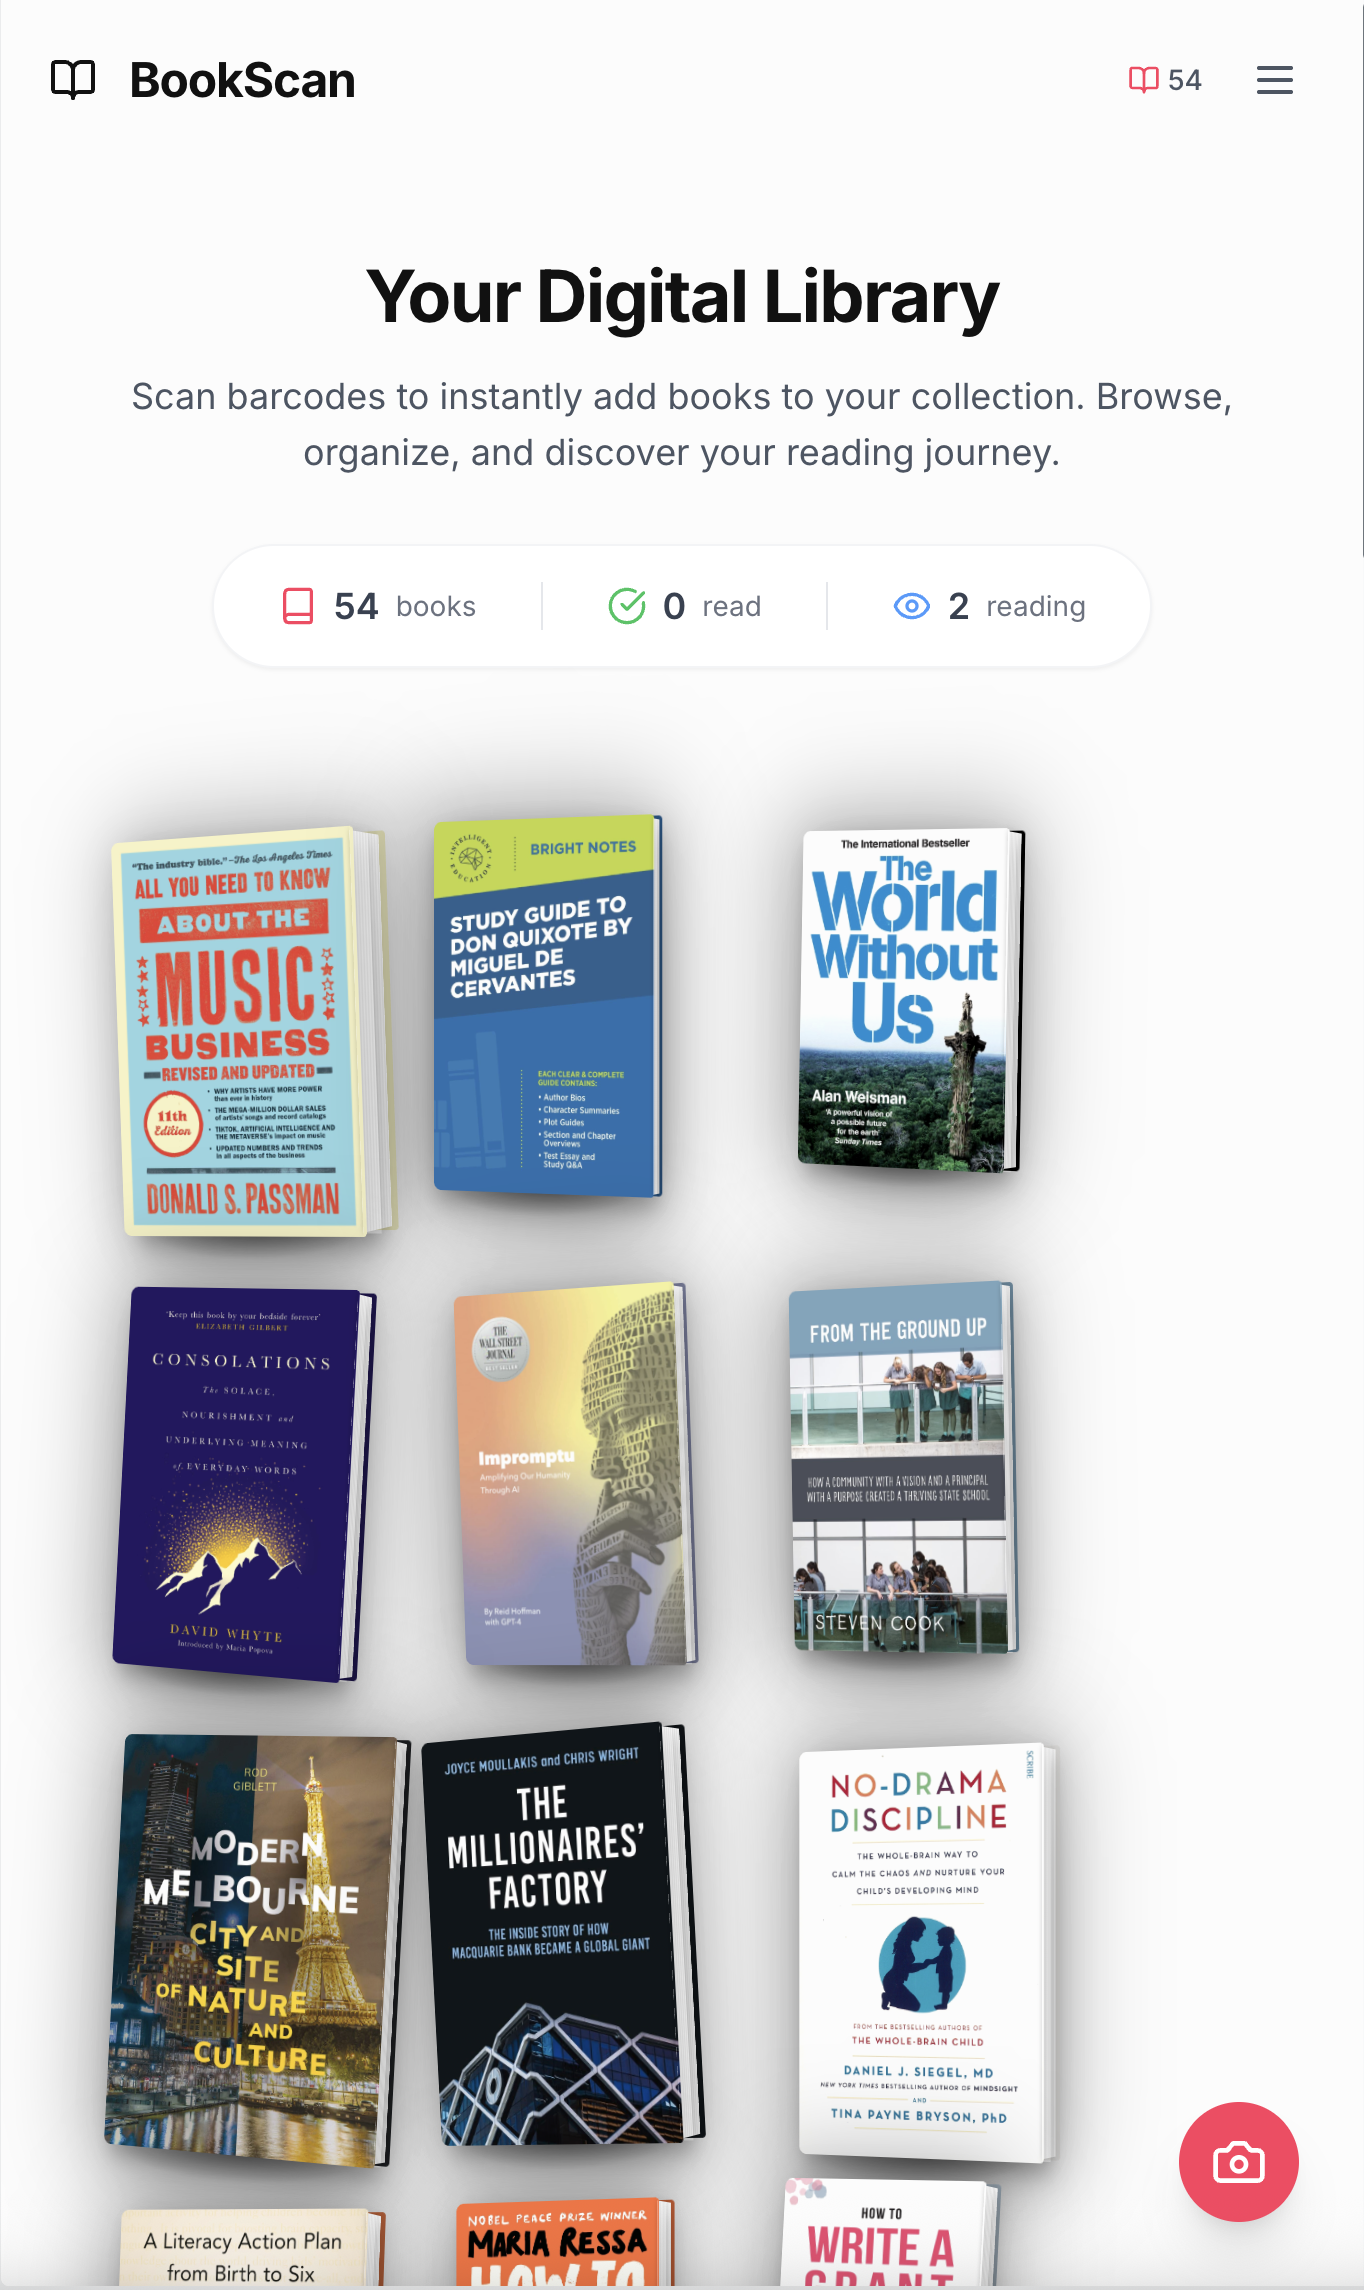 BookScan
54
Your Digital Library
Scan barcodes to instantly add books to your collection. Browse,
organize, and discover your reading journey.
54 books
0 read
2 reading
"The industry bible."—The Los Angeles Times
ALL YOU NEED TO KNOW
ABOUT THE
MUSIC
BUSINESS
REVISED AND UPDATED
11th
Edition
• WHY ARTISTS HAVE MORE POWER
than ever in history
• THE MEGA-MILLION DOLLAR SALES
of artists' songs and record catalogs
• TIKTOK, ARTIFICIAL INTELLIGENCE AND
THE METAVERSE's impact on music
• UPDATED NUMBERS AND TRENDS
in all aspects of the business
DONALD S. PASSMAN
INTELLIGENT
EDUCATION
BRIGHT NOTES
STUDY GUIDE TO
DON QUIXOTE BY
MIGUEL DE
CERVANTES
EACH CLEAR & COMPLETE
GUIDE CONTAINS:
• Author Bios
• Character Summaries
• Plot Guides
• Section and Chapter
Overviews
• Test Essay and
Study Q&A
The International Bestseller
The
World
Without
Us
Alan Weisman
'A powerful vision of
a possible future
for the earth'
Sunday Times
'Keep this book by your bedside forever'
ELIZABETH GILBERT
CONSOLATIONS
The SOLACE,
NOURISHMENT and
UNDERLYING MEANING
of EVERYDAY WORDS
DAVID WHYTE
Introduced by Maria Popova
THE
WALL STREET
JOURNAL
BESTSELLER
Impromptu
Amplifying Our Humanity
Through AI
By Reid Hoffman
with GPT-4
FROM THE GROUND UP
HOW A COMMUNITY WITH A VISION AND A PRINCIPAL
WITH A PURPOSE CREATED A THRIVING STATE SCHOOL
STEVEN COOK
ROD
GIBLETT
MODERN
MELBOURNE
CITY AND
SITE
OF NATURE
AND
CULTURE
JOYCE MOULLAKIS and CHRIS WRIGHT
THE
MILLIONAIRES'
FACTORY
THE INSIDE STORY OF HOW
MACQUARIE BANK BECAME A GLOBAL GIANT
SCRIBE
NO-DRAMA
DISCIPLINE
THE WHOLE-BRAIN WAY TO
CALM THE CHAOS AND NURTURE YOUR
CHILD'S DEVELOPING MIND
FROM THE BESTSELLING AUTHORS OF
THE WHOLE-BRAIN CHILD
DANIEL J. SIEGEL, MD
NEW YORK TIMES BESTSELLING AUTHOR OF MINDSIGHT
AND
TINA PAYNE BRYSON, PhD
A Literacy Action Plan
from Birth to Six
NOBEL PEACE PRIZE WINNER
MARIA RESSA
HOW TO
HOW TO
WRITE A
GRANT